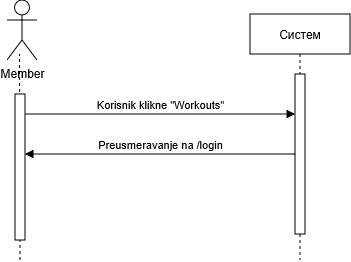 Систем
Member
Korisnik klikne "Workouts"
Preusmeravanje na /login